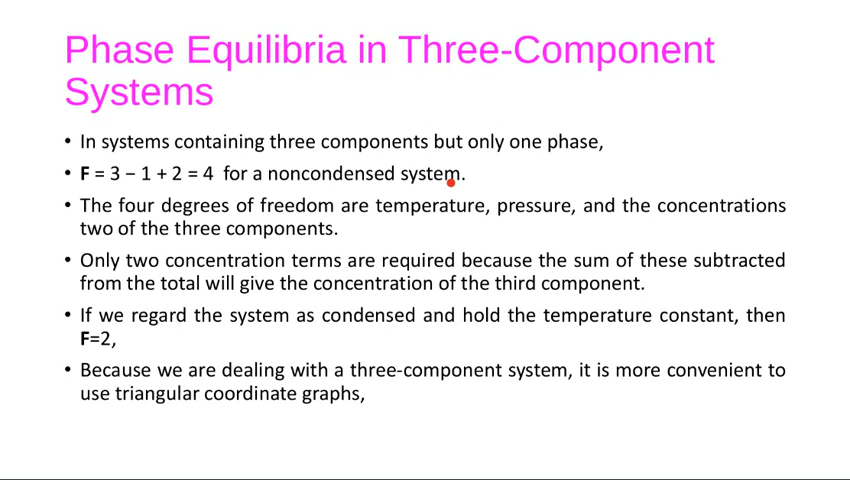 Phase Equilibria in Three-Component
Systems
• In systems containing three components but only one phase,
• F = 3 − 1 + 2 = 4 for a noncondensed system.
• The four degrees of freedom are temperature, pressure, and the concentrations
two of the three components.
• Only two concentration terms are required because the sum of these subtracted
from the total will give the concentration of the third component.
• If we regard the system as condensed and hold the temperature constant, then
F=2,
• Because we are dealing with a three-component system, it is more convenient to
use triangular coordinate graphs,